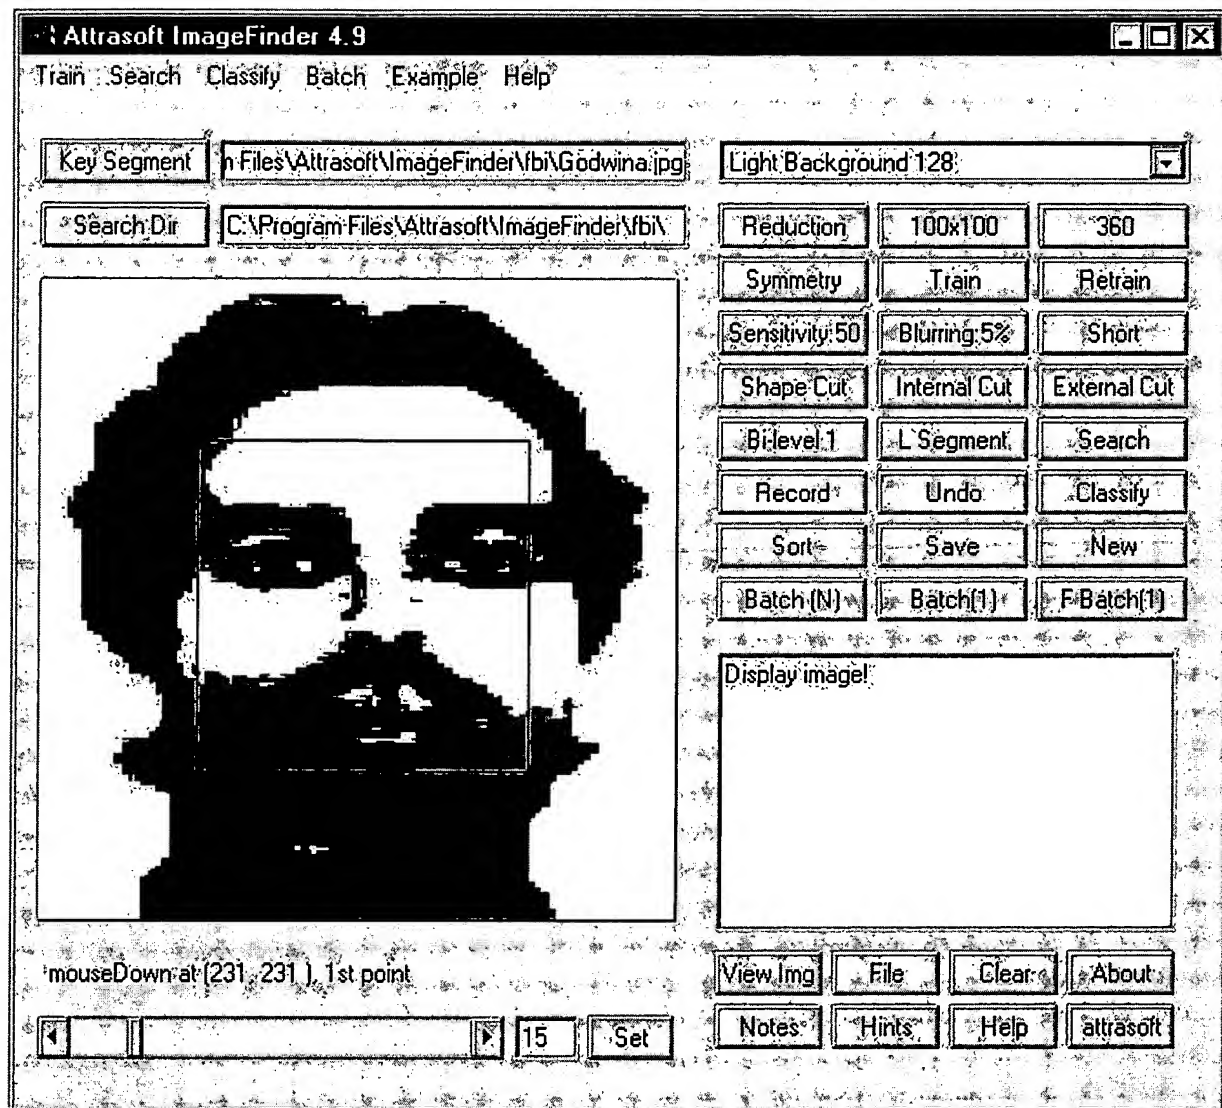 Attrasoft ImageFinder 4.9
Train Search Classify Batch Example Help
Key Segment n Files\Attrasoft\ImageFinder\fbi\Godwina.jpg Light Background 128
Search Dir C:\Program Files\Attrasoft\ImageFinder\fbi\ Reduction 100x100 360
Symmetry Train Retrain
Sensitivity:50 Blurring:5% Short
Shape Cut Internal Cut External Cut
Bi-level 1 L Segment Search
Record Undo Classify
Sort Save New
Batch (N) Batch(1) F Batch(1)
Display image!
mouseDown at (231, 231 ), 1st point
View Img File Clear About
15 Set Notes Hints Help attrasoft